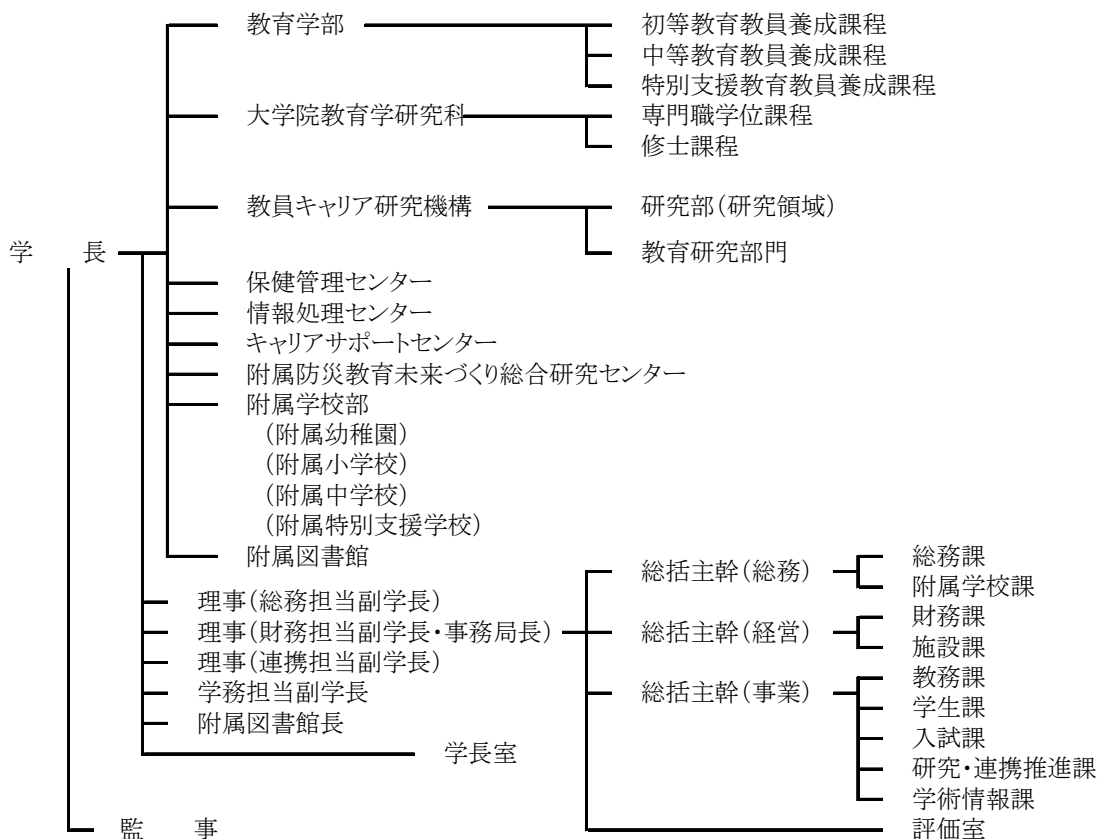 教育学部 初等教育教員養成課程
中等教育教員養成課程
特別支援教育教員養成課程
大学院教育学研究科 専門職学位課程
修士課程
教員キャリア研究機構 研究部(研究領域)
学　　長 教育研究部門
保健管理センター
情報処理センター
キャリアサポートセンター
附属防災教育未来づくり総合研究センター
附属学校部
(附属幼稚園)
(附属小学校)
(附属中学校)
(附属特別支援学校)
附属図書館 総務課
総括主幹(総務)
附属学校課
理事(総務担当副学長)
財務課
理事(財務担当副学長・事務局長) 総括主幹(経営)
施設課
理事(連携担当副学長)
教務課
学務担当副学長 総括主幹(事業)
学生課
附属図書館長
入試課
学長室
研究・連携推進課
学術情報課
監　　事 評価室